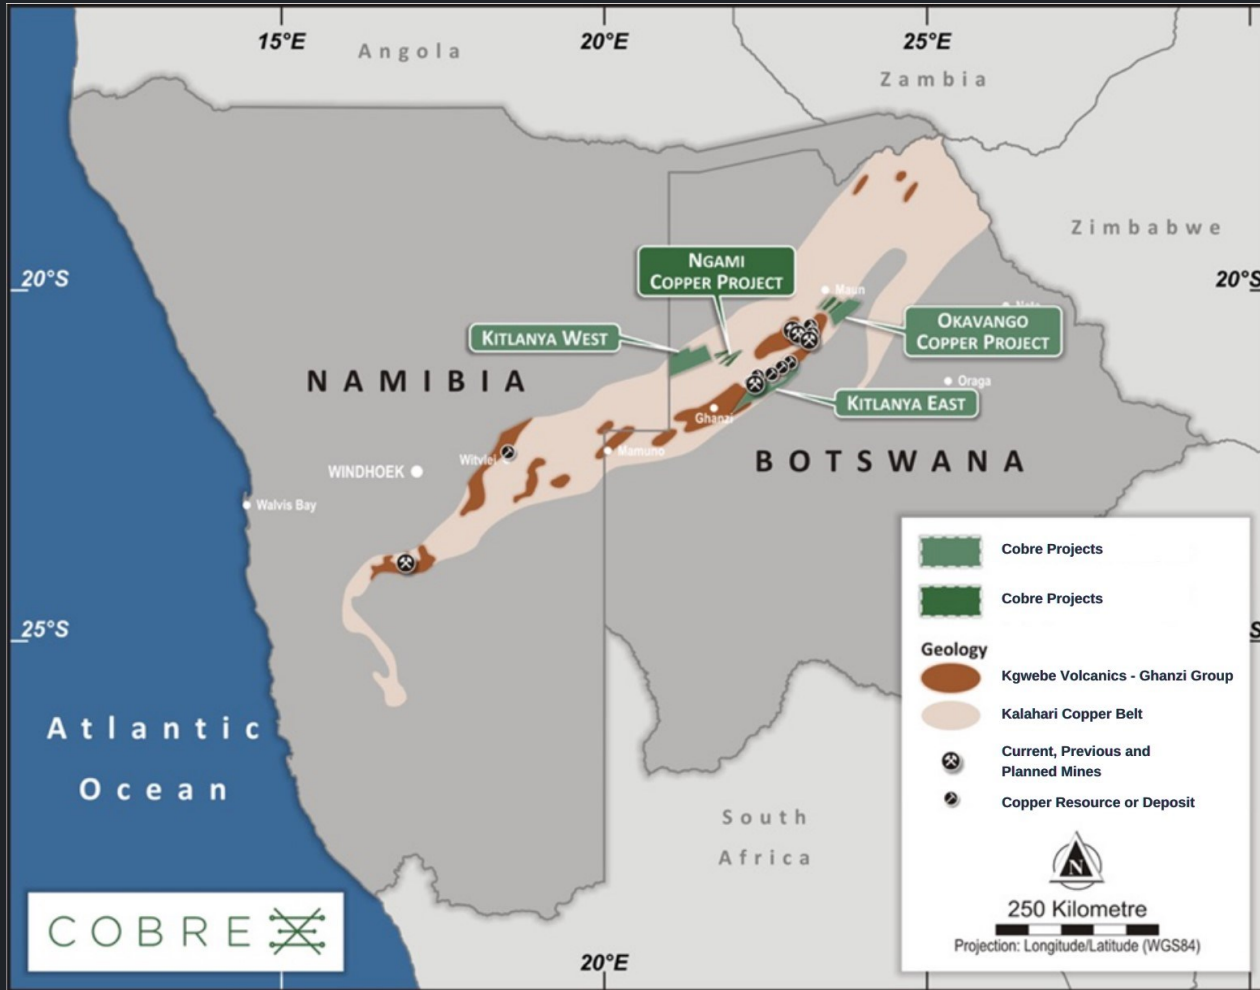 15°E
20°E
25°E
Angola
Zambia
Zimbabwe
20°S
20°S
NGAMI
COPPER PROJECT
Maun
KITLANYA WEST
OKAVANGO
COPPER PROJECT
NAMIBIA
Oraga
KITLANYA EAST
Ghanzi
Mamuno
Witvlei
WINDHOEK
BOTSWANA
Walvis Bay
25°S
S
Cobre Projects
Cobre Projects
Geology
Kgwebe Volcanics - Ghanzi Group
Kalahari Copper Belt
Current, Previous and
Planned Mines
Copper Resource or Deposit
Atlantic
Ocean
South
Africa
N
250 Kilometre
Projection: Longitude/Latitude (WGS84)
COBRE
20°E